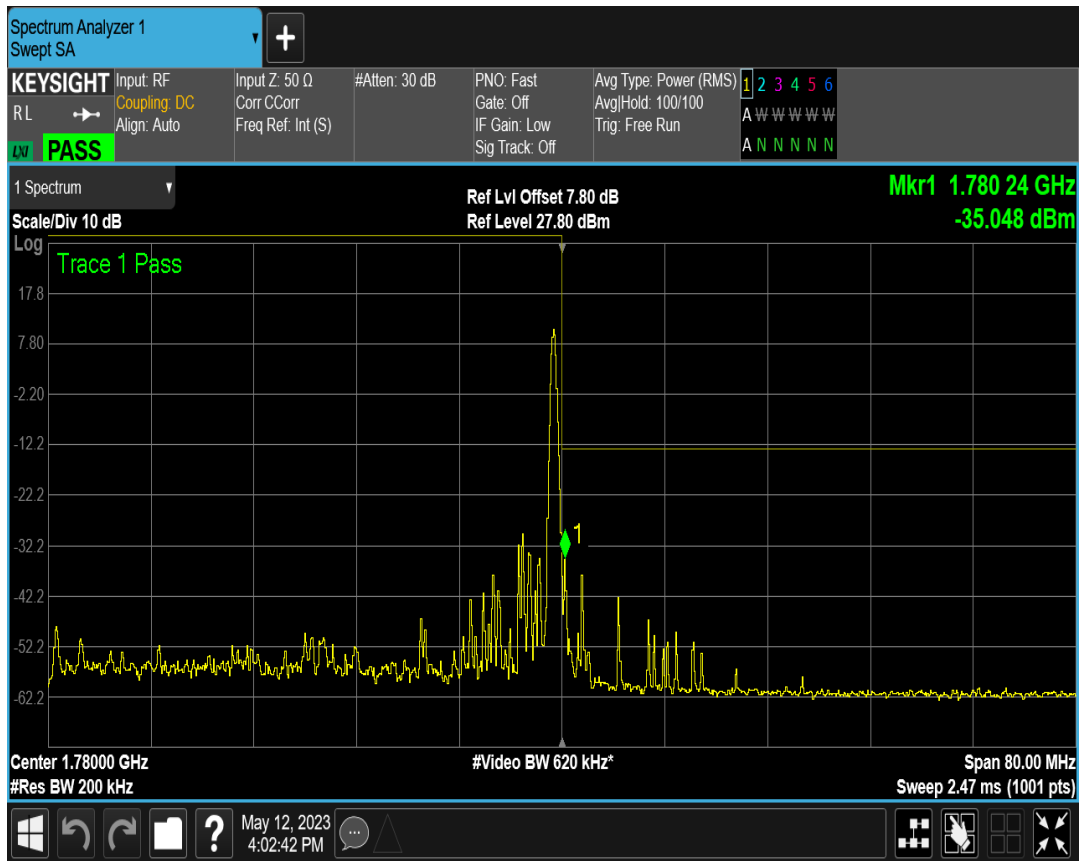 Spectrum Analyzer 1
Swept SA
+
KEYSIGHT Input: RF Input Z: 50 Ω #Atten: 30 dB PNO: Fast Avg Type: Power (RMS) 1 2 3 4 5 6
RL Coupling: DC Corr CCorr Gate: Off Avg|Hold: 100/100 A W W W W W
Align: Auto Freq Ref: Int (S) IF Gain: Low Trig: Free Run
LXI PASS Sig Track: Off A N N N N N
1 Spectrum Ref Lvl Offset 7.80 dB Mkr1 1.780 24 GHz
Scale/Div 10 dB Ref Level 27.80 dBm -35.048 dBm
Log
Trace 1 Pass
17.8
7.80
-2.20
-12.2
-22.2
1
-32.2
-42.2
-52.2
-62.2
Center 1.78000 GHz #Video BW 620 kHz* Span 80.00 MHz
#Res BW 200 kHz Sweep 2.47 ms (1001 pts)
? May 12, 2023
4:02:42 PM